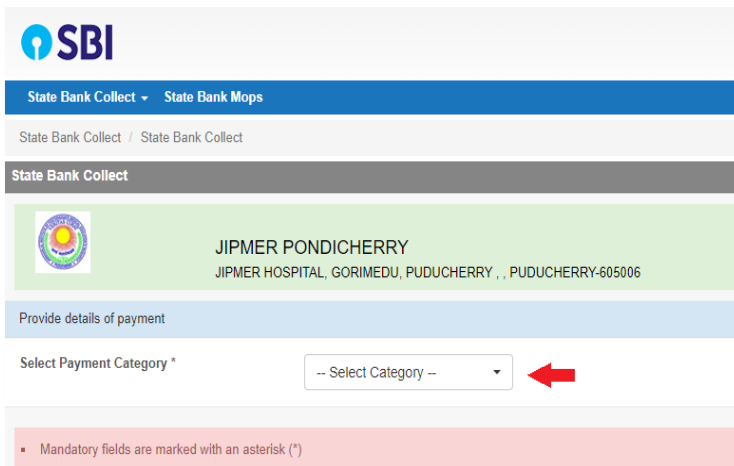 SBI
State Bank Collect State Bank Mops
State Bank Collect / State Bank Collect
State Bank Collect
JIPMER PONDICHERRY
JIPMER HOSPITAL, GORIMEDU, PUDUCHERRY , , PUDUCHERRY-605006
Provide details of payment
Select Payment Category *
-- Select Category --
Mandatory fields are marked with an asterisk (*)